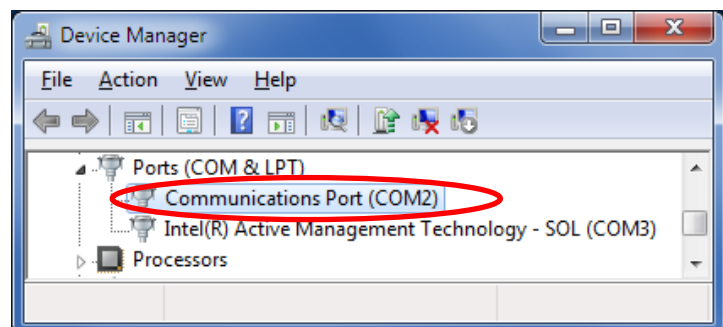 Device Manager
File Action View Help
Ports (COM & LPT)
Communications Port (COM2)
Intel(R) Active Management Technology - SOL (COM3)
Processors